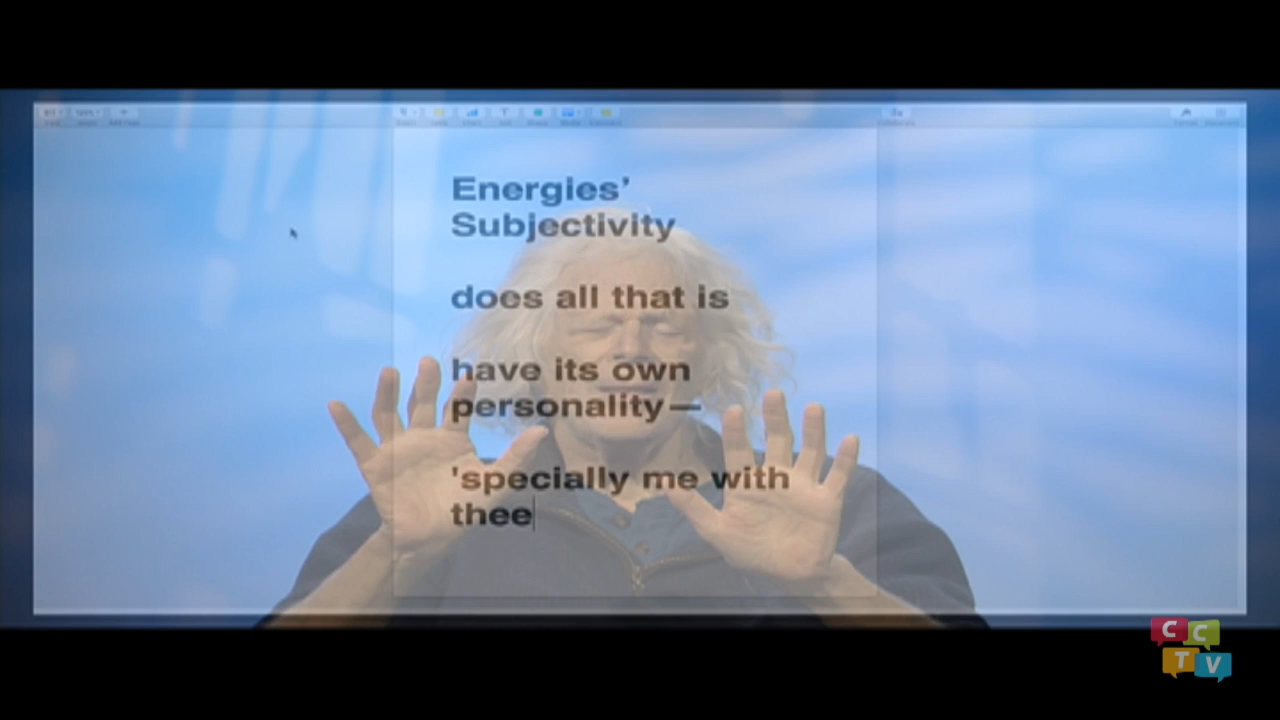 Energies’
Subjectivity
does all that is
have its own
personality —
'specially me with
thee
C C
T V